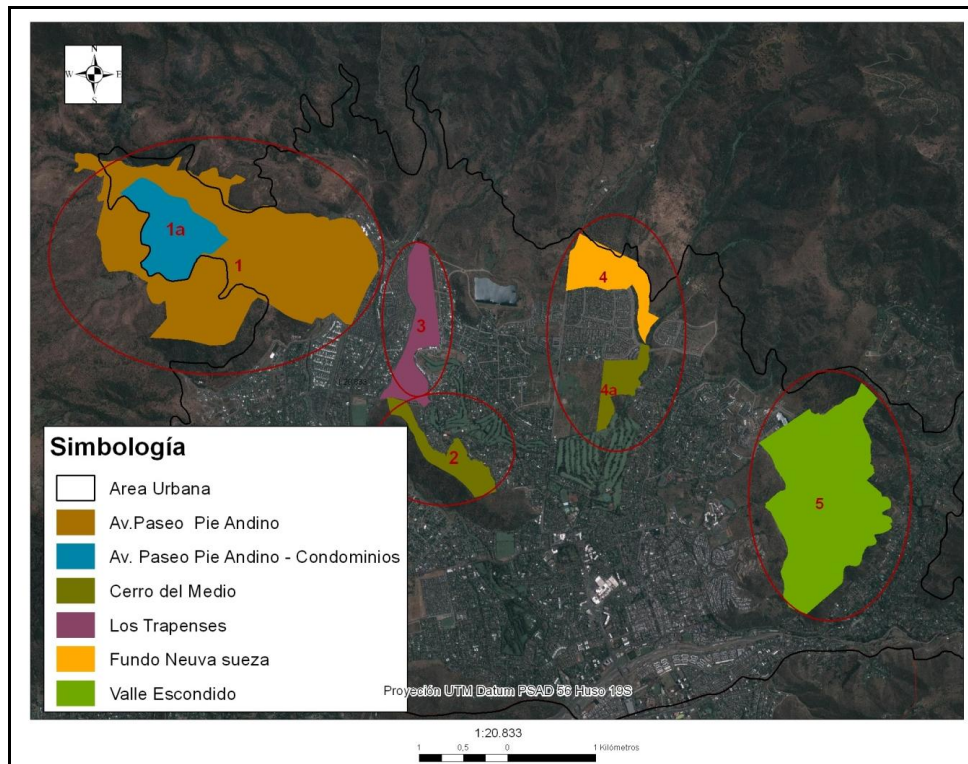 N
W E
S
1a
1
3
4
4a
2
5
Simbología
Area Urbana
Av.Paseo Pie Andino
Av. Paseo Pie Andino - Condominios
Cerro del Medio
Los Trapenses
Fundo Neuva sueza
Valle Escondido
Proyeción UTM Datum PSAD 56 Huso 19S
1:20.833
1 0,5 0 1 Kilómetros